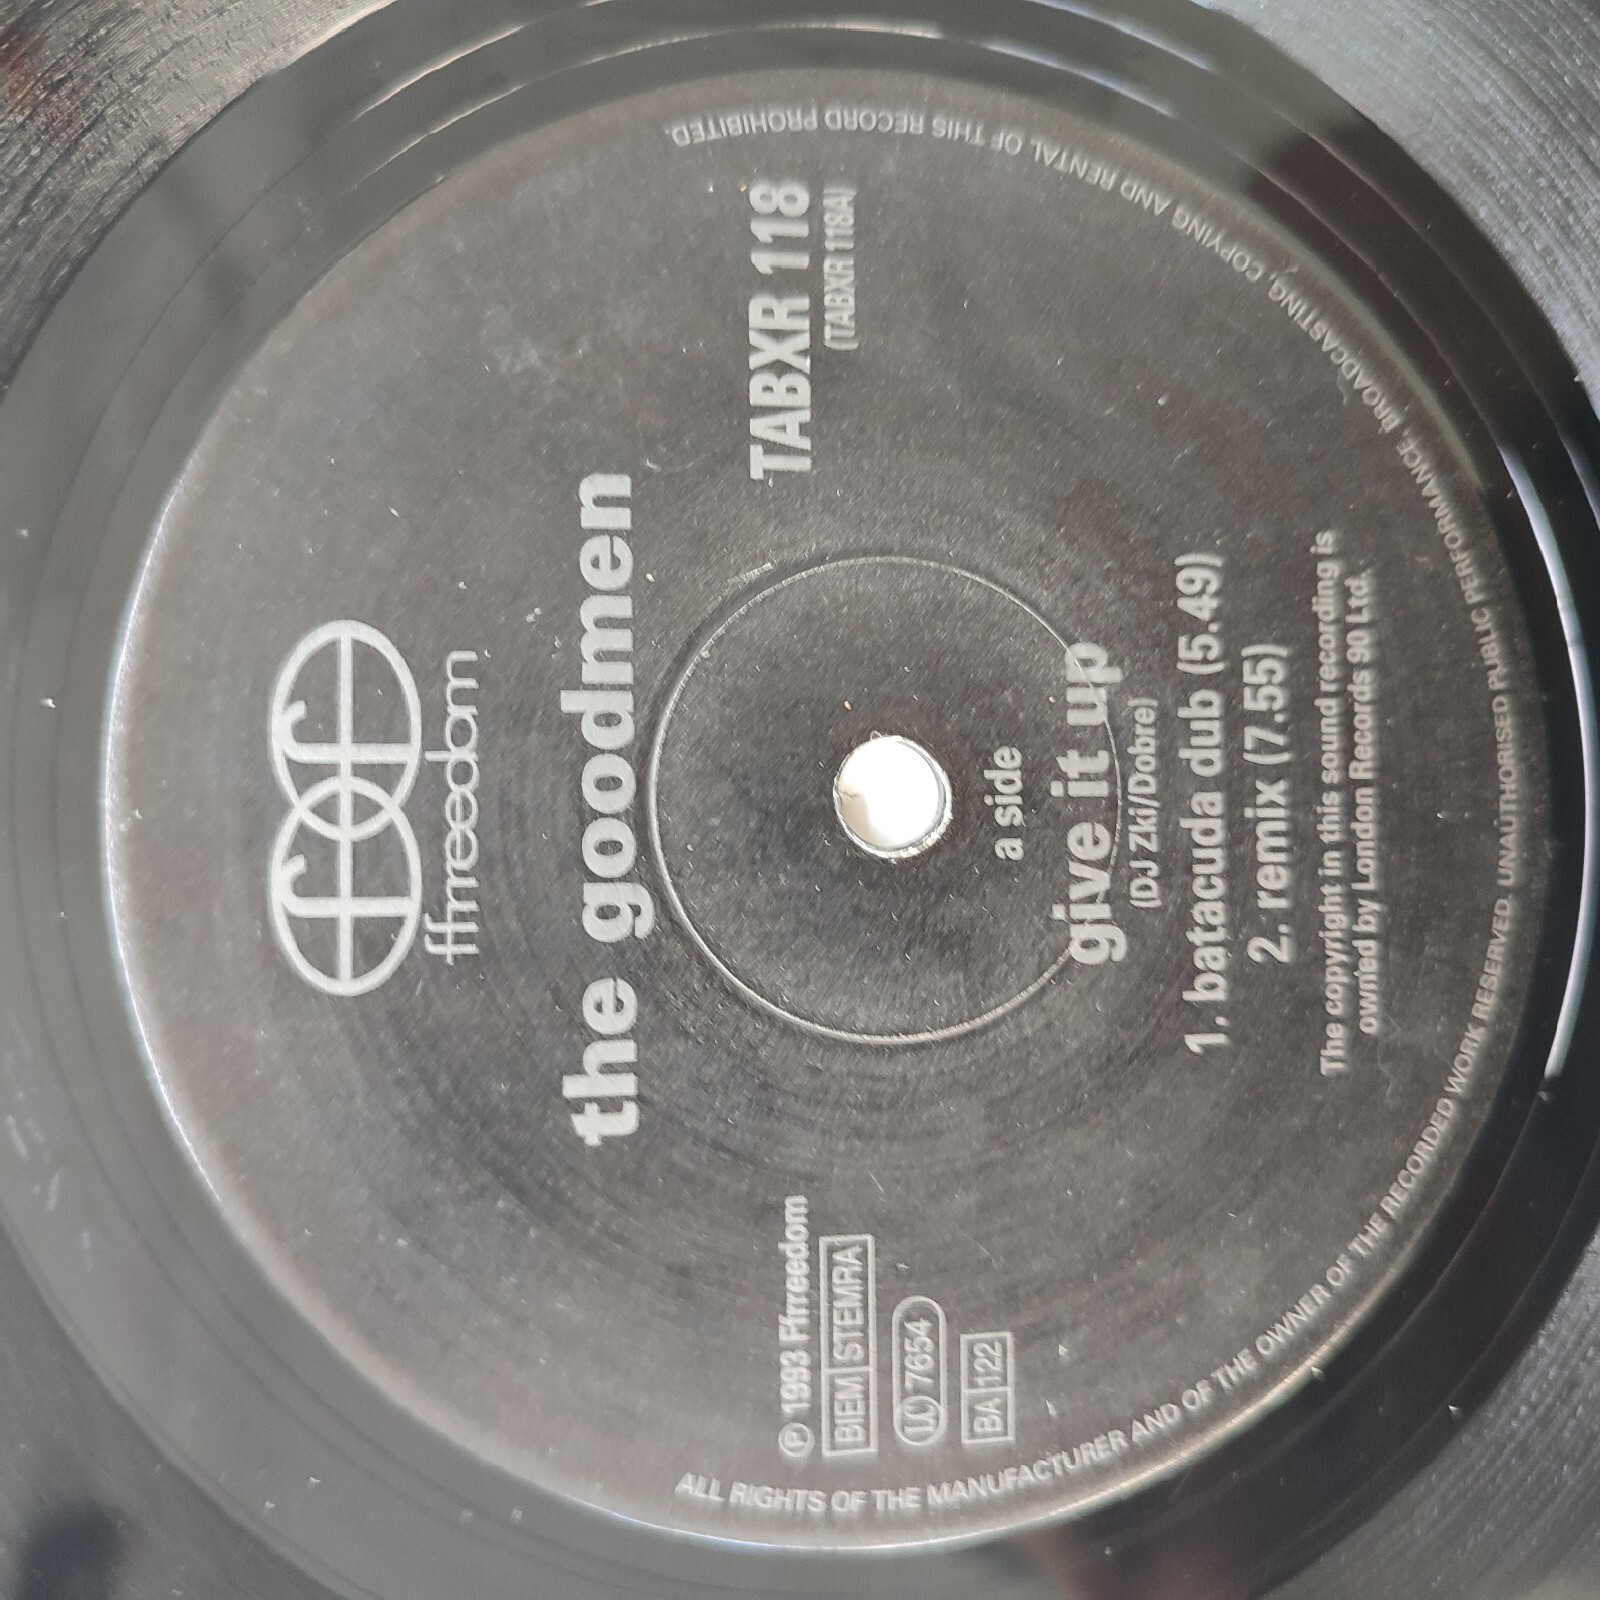 ffrreedom
the goodmen
℗ 1993 Ffrreedom
BIEM STEMRA
LC 7654
BA 122
TABXR 118
(TABXR 118A)
a side
give it up
(DJ Zki/Dobre)
1. batacuda dub (5.49)
2. remix (7.55)
The copyright in this sound recording is
owned by London Records 90 Ltd.
ALL RIGHTS OF THE MANUFACTURER AND OF THE OWNER OF THE RECORDED WORK RESERVED. UNAUTHORISED PUBLIC PERFORMANCE, BROADCASTING, COPYING AND RENTAL OF THIS RECORD PROHIBITED.